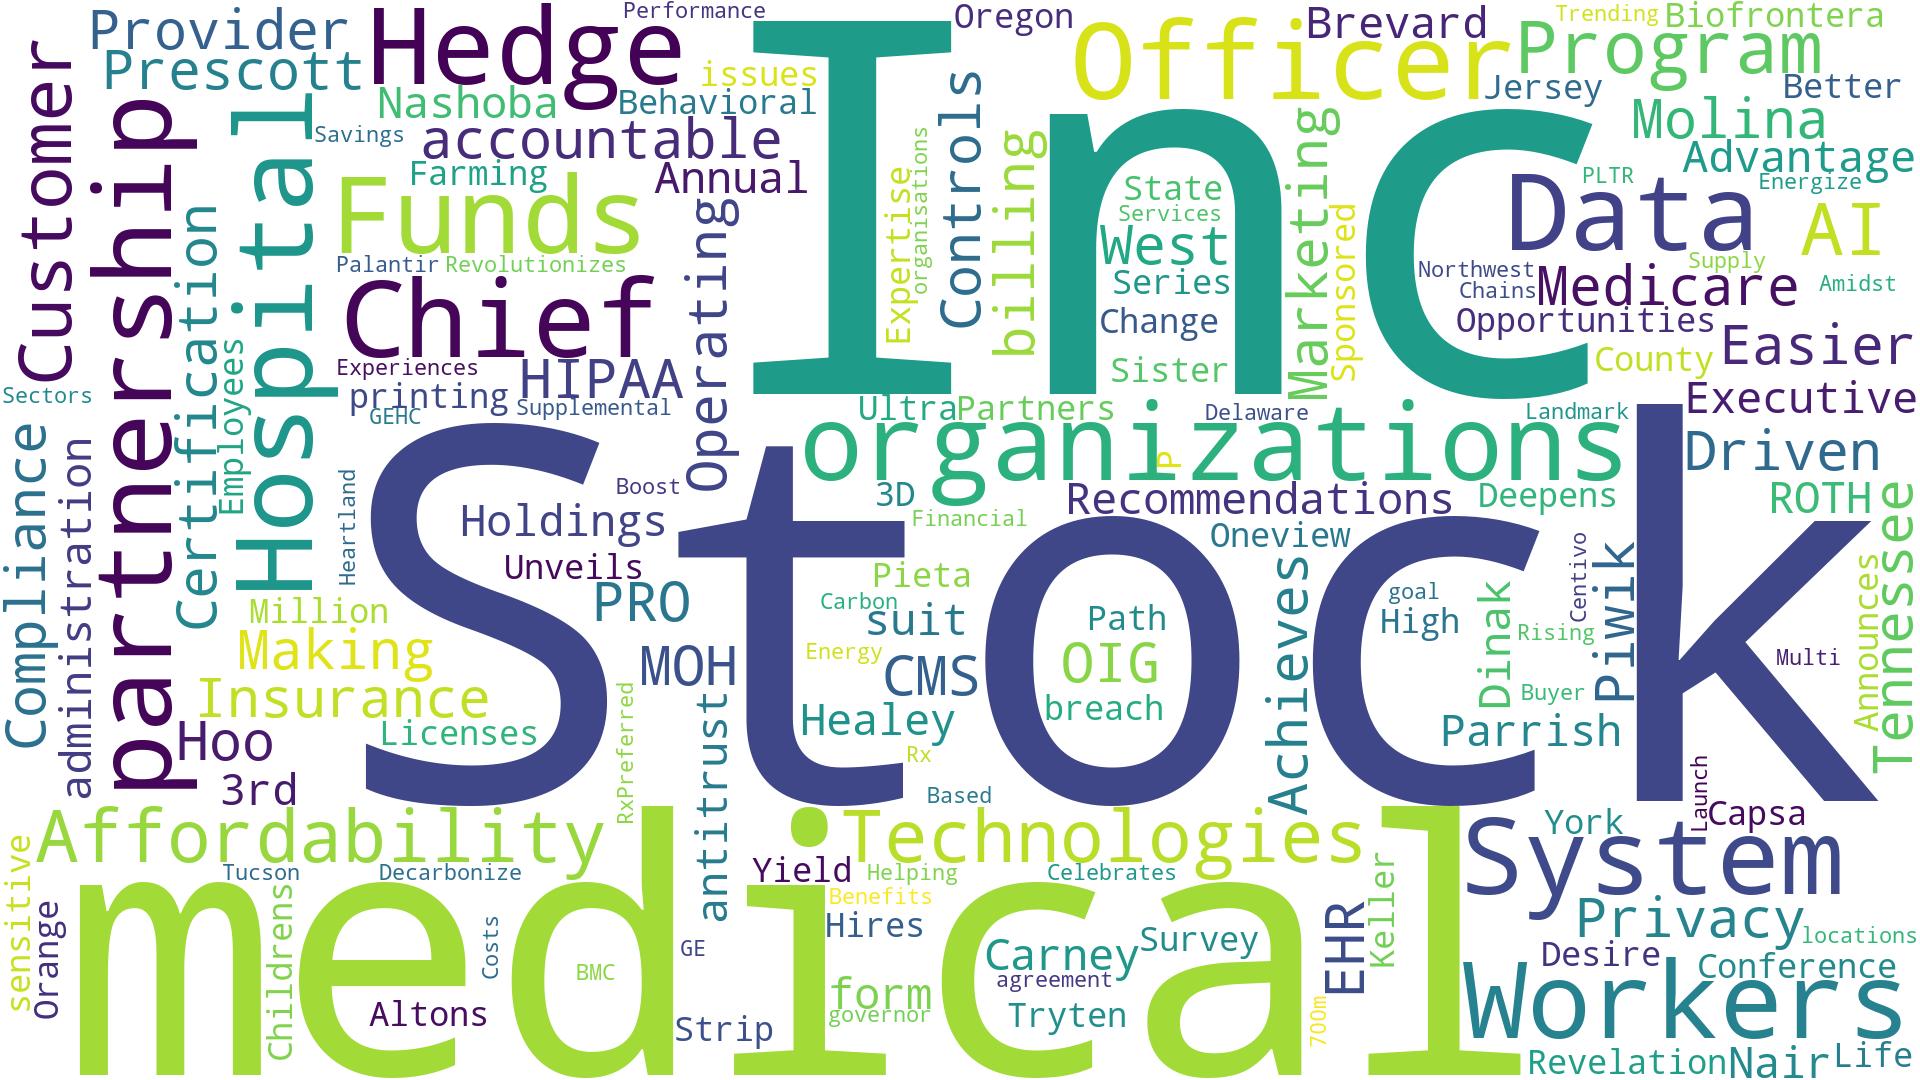 Performance
Provider
Hedge
Inc
Oregon
Brevard
Trending
Biofrontera
Prescott
issues
Officer
Program
Customer
partnership
Hospital
Nashoba
Behavioral
Controls
Jersey
Better
Savings
accountable
billing
Marketing
Molina
Farming
Annual
Expertise
organisations
State
Services
Advantage
PLTR
Energize
Certification
Funds
Operating
West
Sponsored
Data
AI
Palantir
Revolutionizes
Series
Northwest
Supply
Chief
Change
Chains
Medicare
Amidst
Opportunities
Experiences
HIPAA
Sister
County
Easier
Sectors
Employees
printing
Supplemental
GEHC
Ultra
Partners
Delaware
Landmark
Executive
Compliance
administration
Stock
organizations
P
Driven
Heartland
Boost
3D
Recommendations
Deepens
ROTH
Tennessee
Holdings
Financial
Oneview
Unveils
Pieta
Achieves
Centivo
Piwik
Million
PRO
Carbon
suit
Path
goal
High
Dinak
Rising
Announces
Making
MOH
Energy
CMS
OIG
Multi
Insurance
RxPreferred
antitrust
Healey
breach
Buyer
Hoo
Licenses
Rx
Parrish
3rd
Based
Launch
Capsa
Affordability
medical
Technologies
System
York
sensitive
Orange
Tucson
Decarbonize
Yield
Helping
Celebrates
Keller
Childrens
Costs
Benefits
EHR
Privacy
Hires
Survey
locations
GE
Carney
Desire
Conference
BMC
agreement
Workers
Altons
form
governor
Tryten
700m
Strip
Revelation
Nair
Life